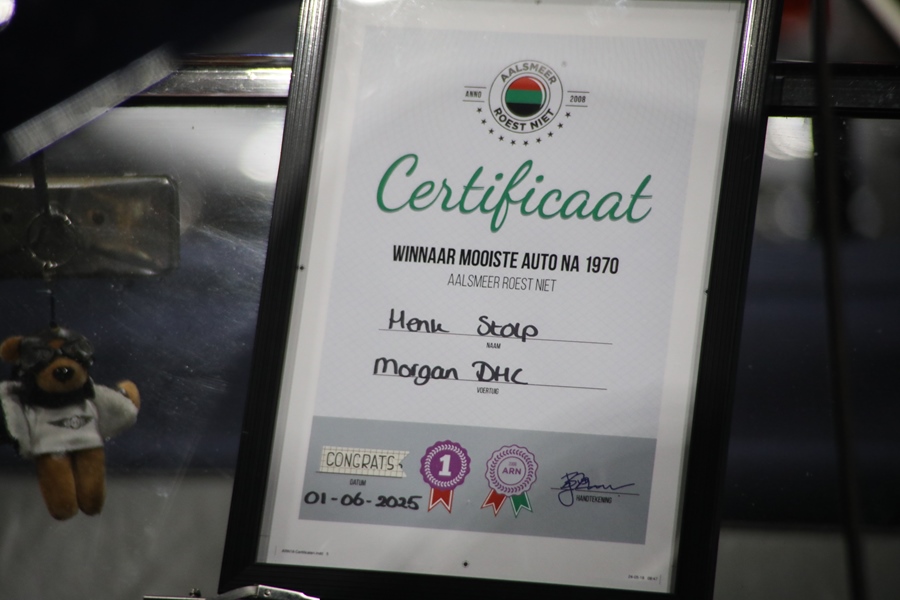 AALSMEER
ANNO 2008
ROEST NIET
Certificaat
WINNAAR MOOISTE AUTO NA 1970
AALSMEER ROEST NIET
Henk Stolp
NAAM
Morgan DHC
VOERTUIG
CONGRATS
1
ARN
DATUM
01-06-2025
HANDTEKENING